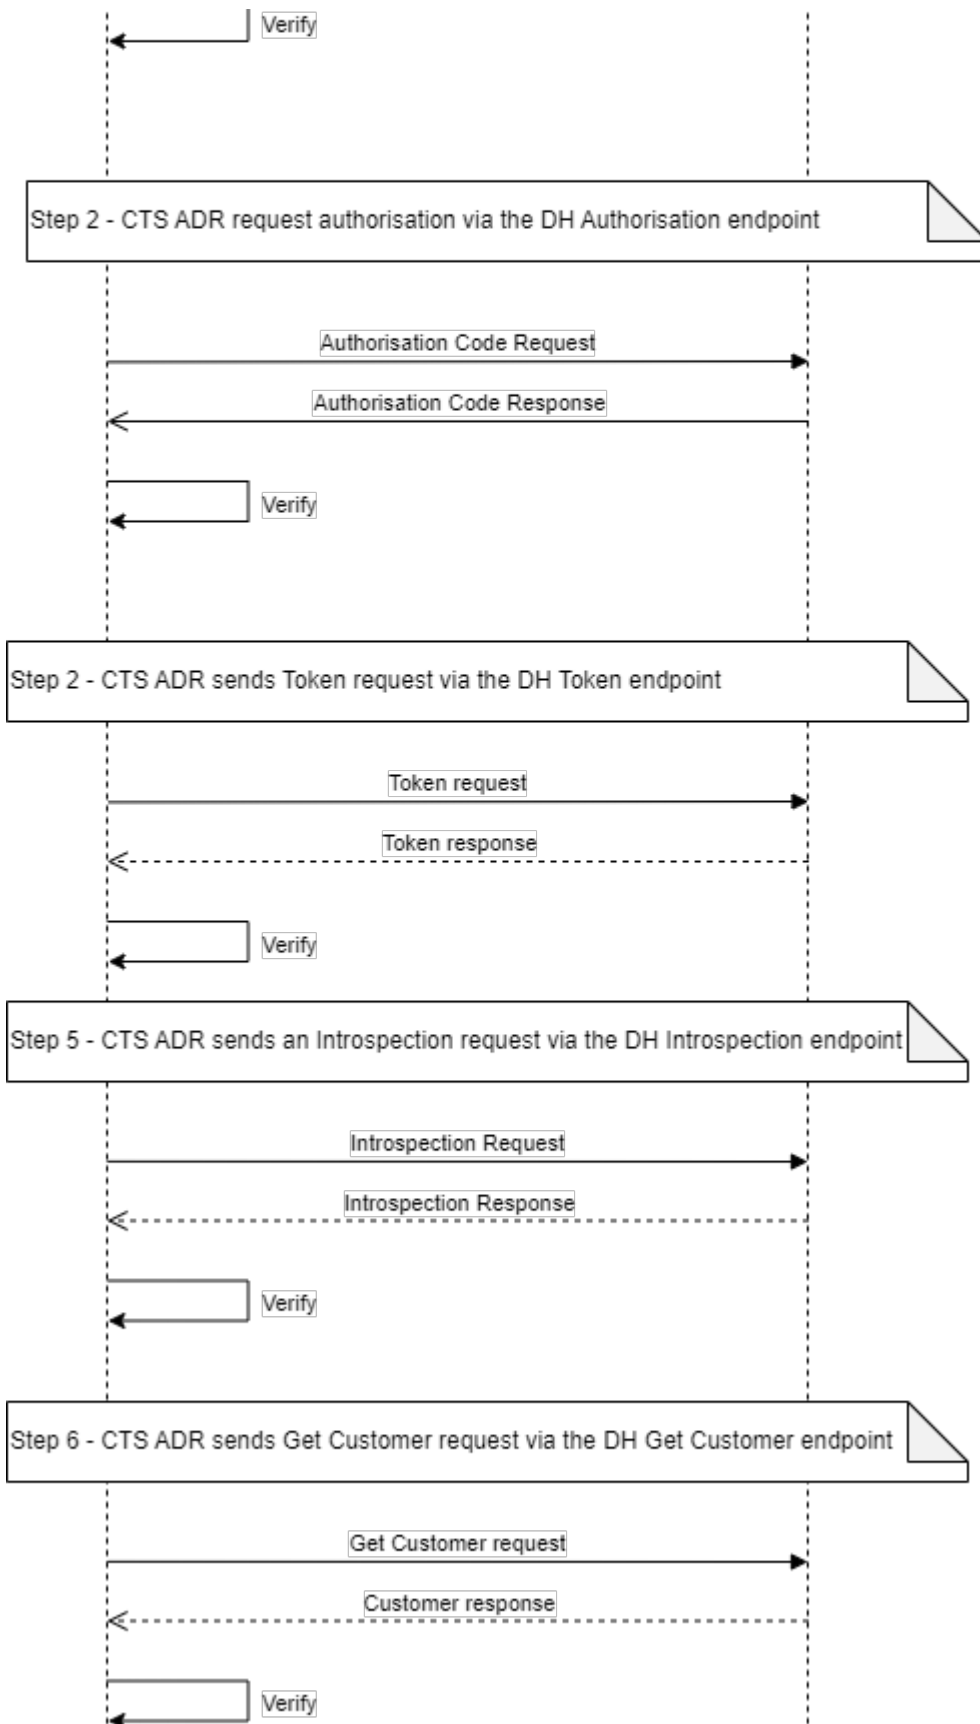 Verify
Step 2 - CTS ADR request authorisation via the DH Authorisation endpoint
Authorisation Code Request
Authorisation Code Response
Verify
Step 2 - CTS ADR sends Token request via the DH Token endpoint
Token request
Token response
Verify
Step 5 - CTS ADR sends an Introspection request via the DH Introspection endpoint
Introspection Request
Introspection Response
Verify
Step 6 - CTS ADR sends Get Customer request via the DH Get Customer endpoint
Get Customer request
Customer response
Verify